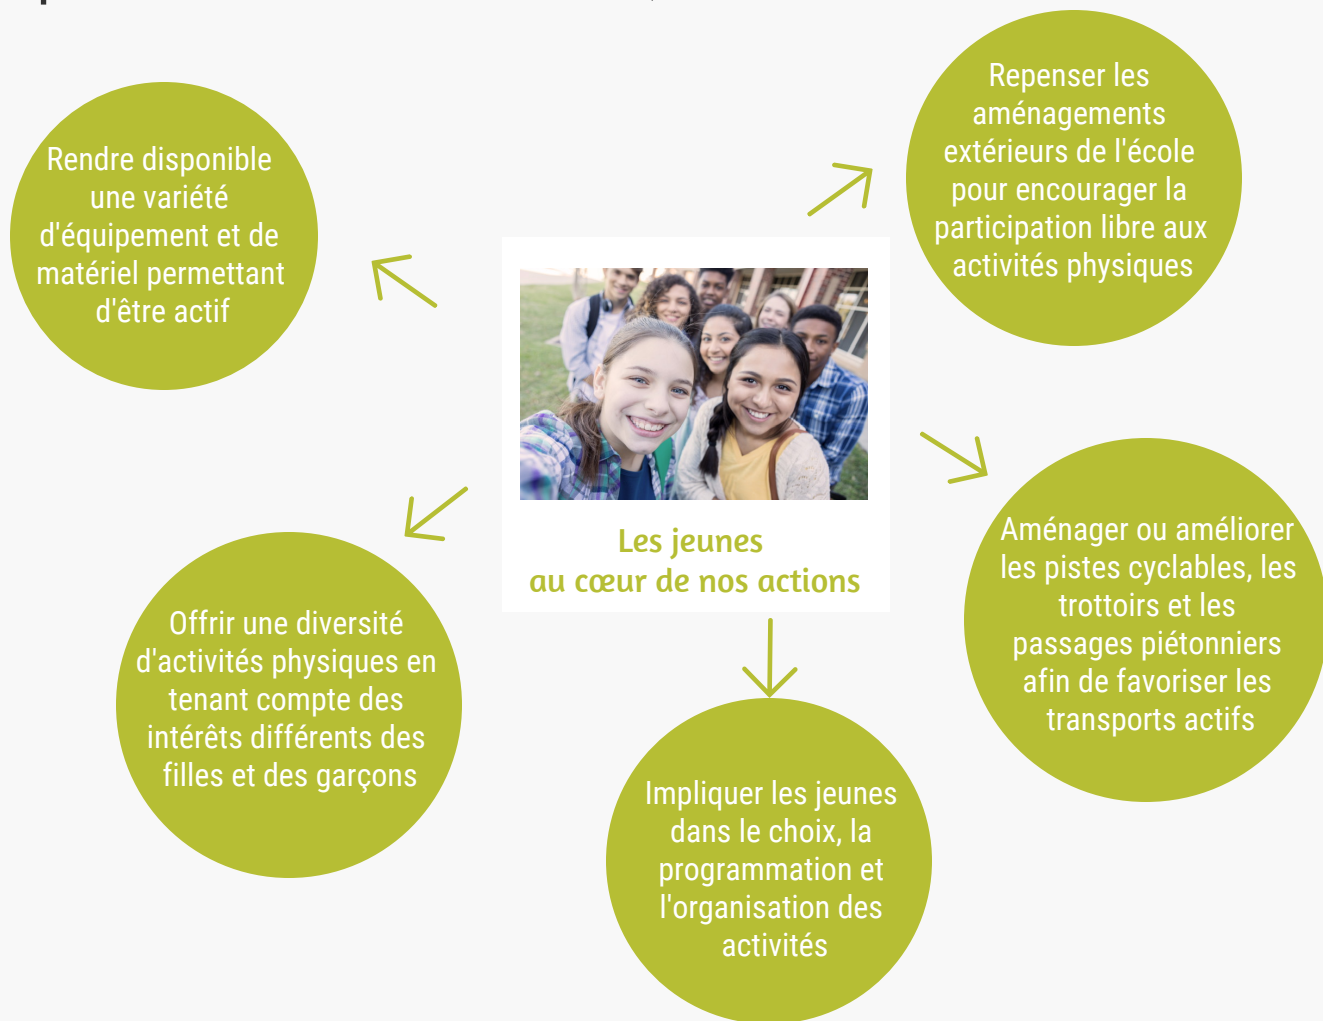 Repenser les
aménagements
extérieurs de l'école
pour encourager la
participation libre aux
activités physiques
Rendre disponible
une variété
d'équipement et de
matériel permettant
d'être actif
Les jeunes
au cœur de nos actions
Aménager ou améliorer
les pistes cyclables, les
trottoirs et les
passages piétonniers
afin de favoriser les
transports actifs
Offrir une diversité
d'activités physiques en
tenant compte des
intérêts différents des
filles et des garçons
Impliquer les jeunes
dans le choix, la
programmation et
l'organisation des
activités